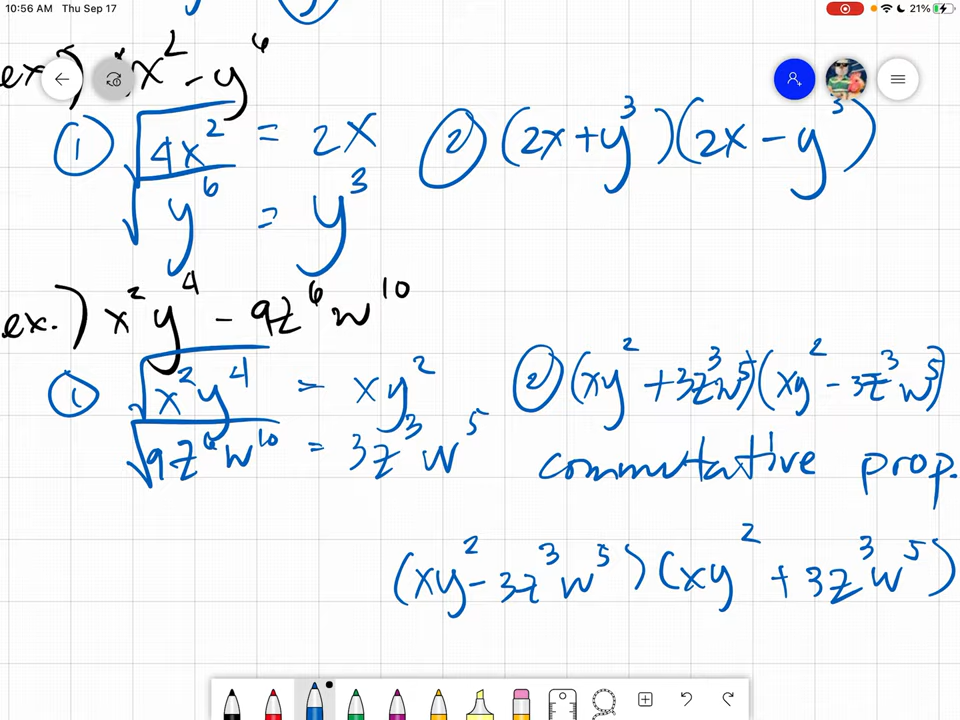 10:56 AM Thu Sep 17 21%
ex x² - y⁶
① √4x² = 2x ② (2x + y³)(2x - y³)
√y⁶ = y³
ex.) x²y⁴ - 9z⁶w¹⁰
① √x²y⁴ = xy² ② (xy² + 3z³w⁵)(xy² - 3z³w⁵)
√9z⁶w¹⁰ = 3z³w⁵
commutative prop.
(xy² - 3z³w⁵)(xy² + 3z³w⁵)